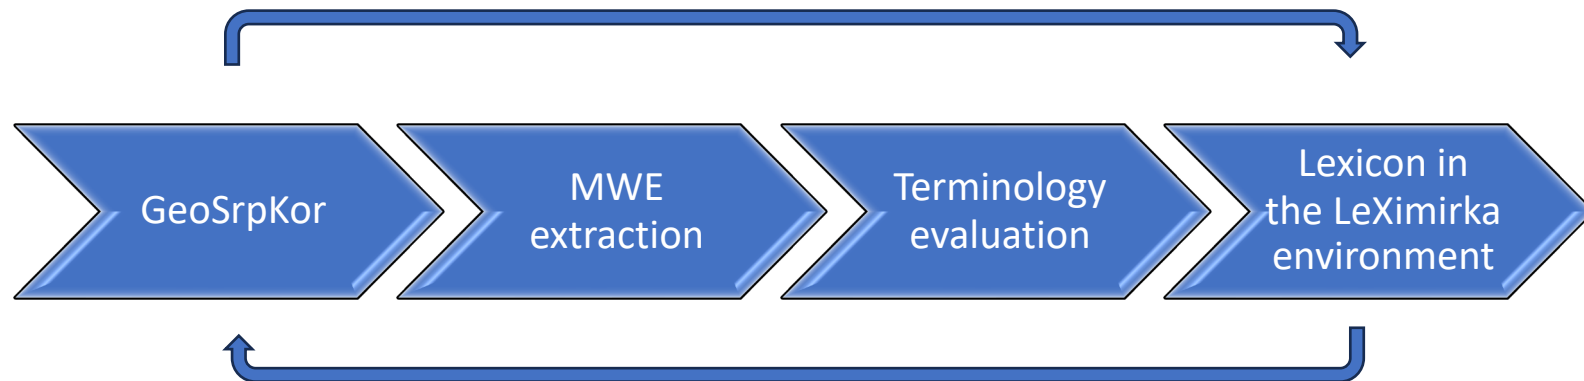 GeoSrpKor
MWE
extraction
Terminology
evaluation
Lexicon in
the LeXimirka
environment